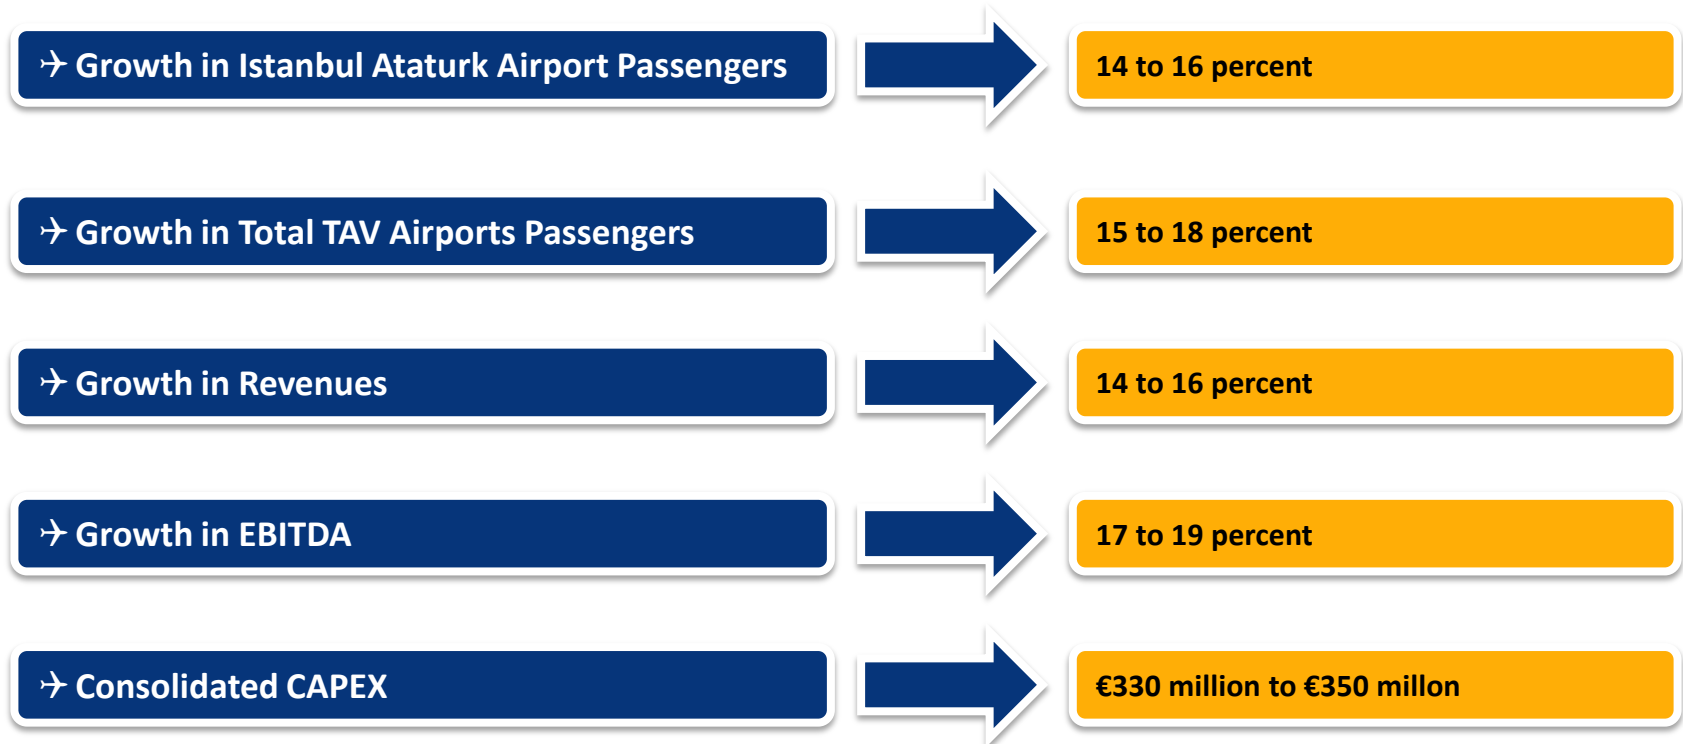 ✈ Growth in Istanbul Ataturk Airport Passengers
14 to 16 percent
✈ Growth in Total TAV Airports Passengers
15 to 18 percent
✈ Growth in Revenues
14 to 16 percent
✈ Growth in EBITDA
17 to 19 percent
✈ Consolidated CAPEX
€330 million to €350 millon